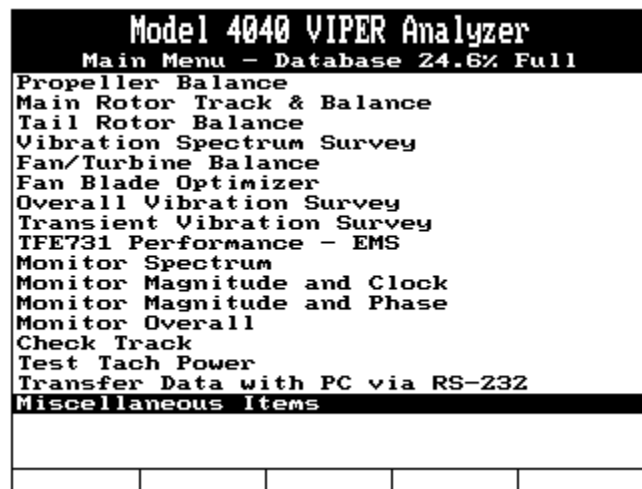 Model 4040 VIPER Analyzer
Main Menu - Database 24.6% Full
Propeller Balance
Main Rotor Track & Balance
Tail Rotor Balance
Vibration Spectrum Survey
Fan/Turbine Balance
Fan Blade Optimizer
Overall Vibration Survey
Transient Vibration Survey
TFE731 Performance - EMS
Monitor Spectrum
Monitor Magnitude and Clock
Monitor Magnitude and Phase
Monitor Overall
Check Track
Test Tach Power
Transfer Data with PC via RS-232
Miscellaneous Items